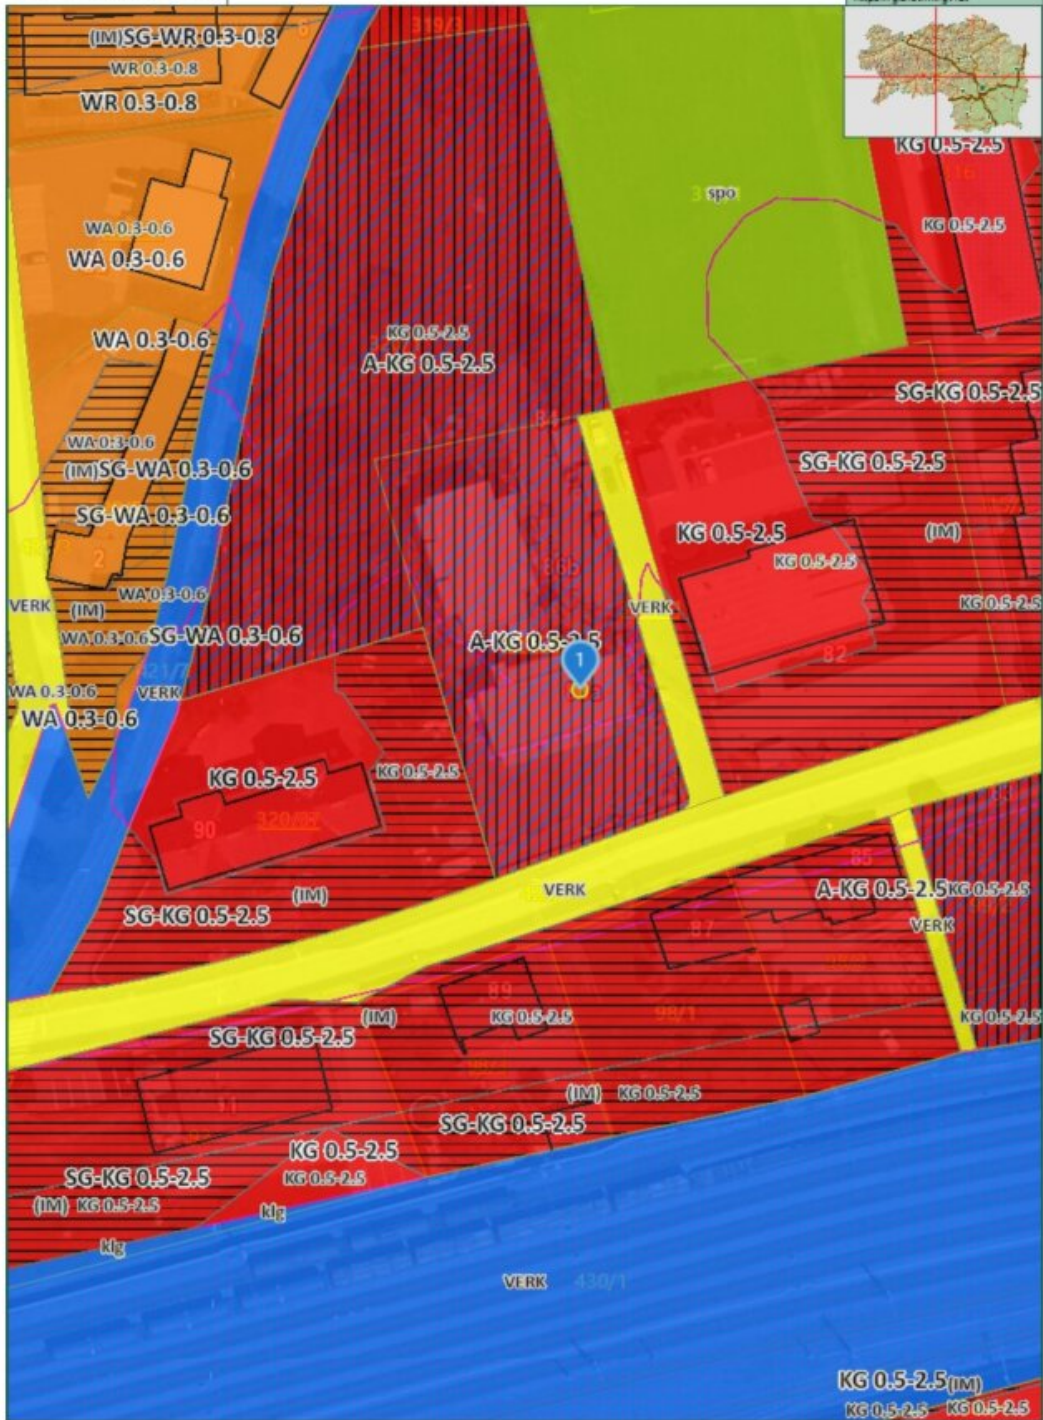 (IM)SG-WR 0.3-0.8
6
319/3
WR 0.3-0.8
WR 0.3-0.8
KG 0.5-2.5
spo
KG 0.5-2.5
WA 0.3-0.6
WA 0.3-0.6
KG 0.5-2.5
WA 0.3-0.6
A-KG 0.5-2.5
SG-KG 0.5-2.5
WA 0.3-0.6
(IM)SG-WA 0.3-0.6
SG-KG 0.5-2.5
SG-WA 0.3-0.6
KG 0.5-2.5
(IM)
2
KG 0.5-2.5
WA 0.3-0.6
KG 0.5-2.5
VERK
(IM)
VERK
WA 0.3-0.6
SG-WA 0.3-0.6
A-KG 0.5-2.5
1
82
WA 0.3-0.6
VERK
WA 0.3-0.6
KG 0.5-2.5
KG 0.5-2.5
90
85
VERK
A-KG 0.5-2.5
KG 0.5-2.5
(IM)
SG-KG 0.5-2.5
87
VERK
89
(IM)
KG 0.5-2.5
98/1
KG 0.5-2.5
SG-KG 0.5-2.5
(IM)
KG 0.5-2.5
SG-KG 0.5-2.5
KG 0.5-2.5
SG-KG 0.5-2.5
KG 0.5-2.5
(IM)
KG 0.5-2.5
klg
klg
VERK
430/1
KG 0.5-2.5
(IM)
KG 0.5-2.5
KG 0.5-2.5